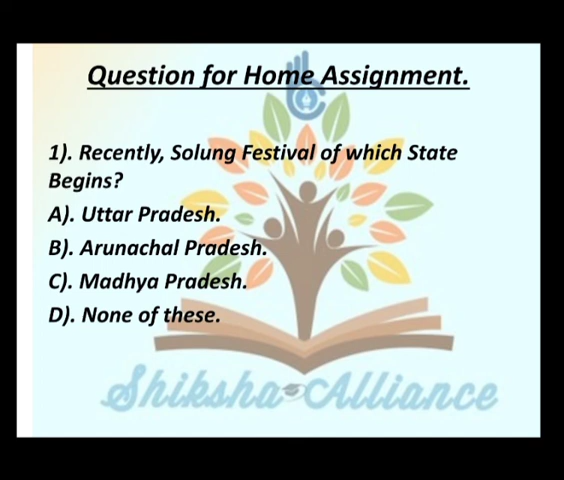 Question for Home Assignment.
1). Recently, Solung Festival of which State
Begins?
A). Uttar Pradesh.
B). Arunachal Pradesh.
C). Madhya Pradesh.
D). None of these.
Shiksha Alliance